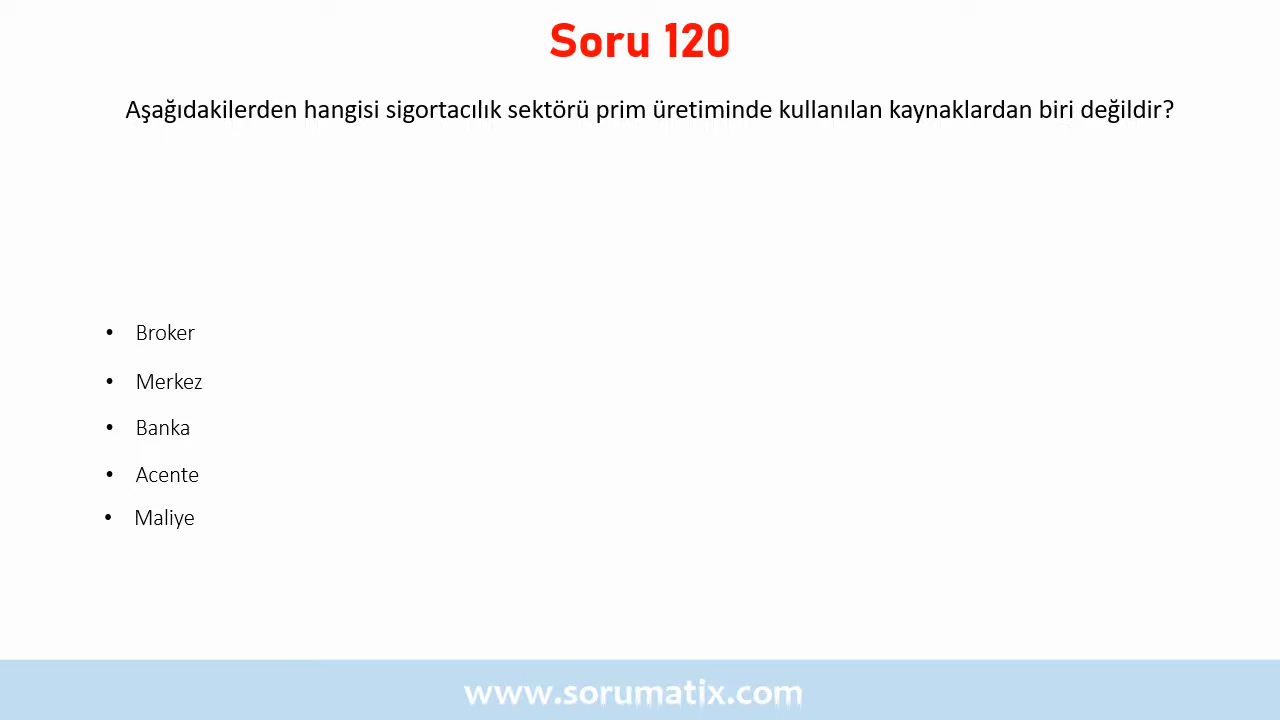 Soru 120
Aşağıdakilerden hangisi sigortacılık sektörü prim üretiminde kullanılan kaynaklardan biri değildir?
• Broker
• Merkez
• Banka
• Acente
• Maliye
www.sorumatix.com